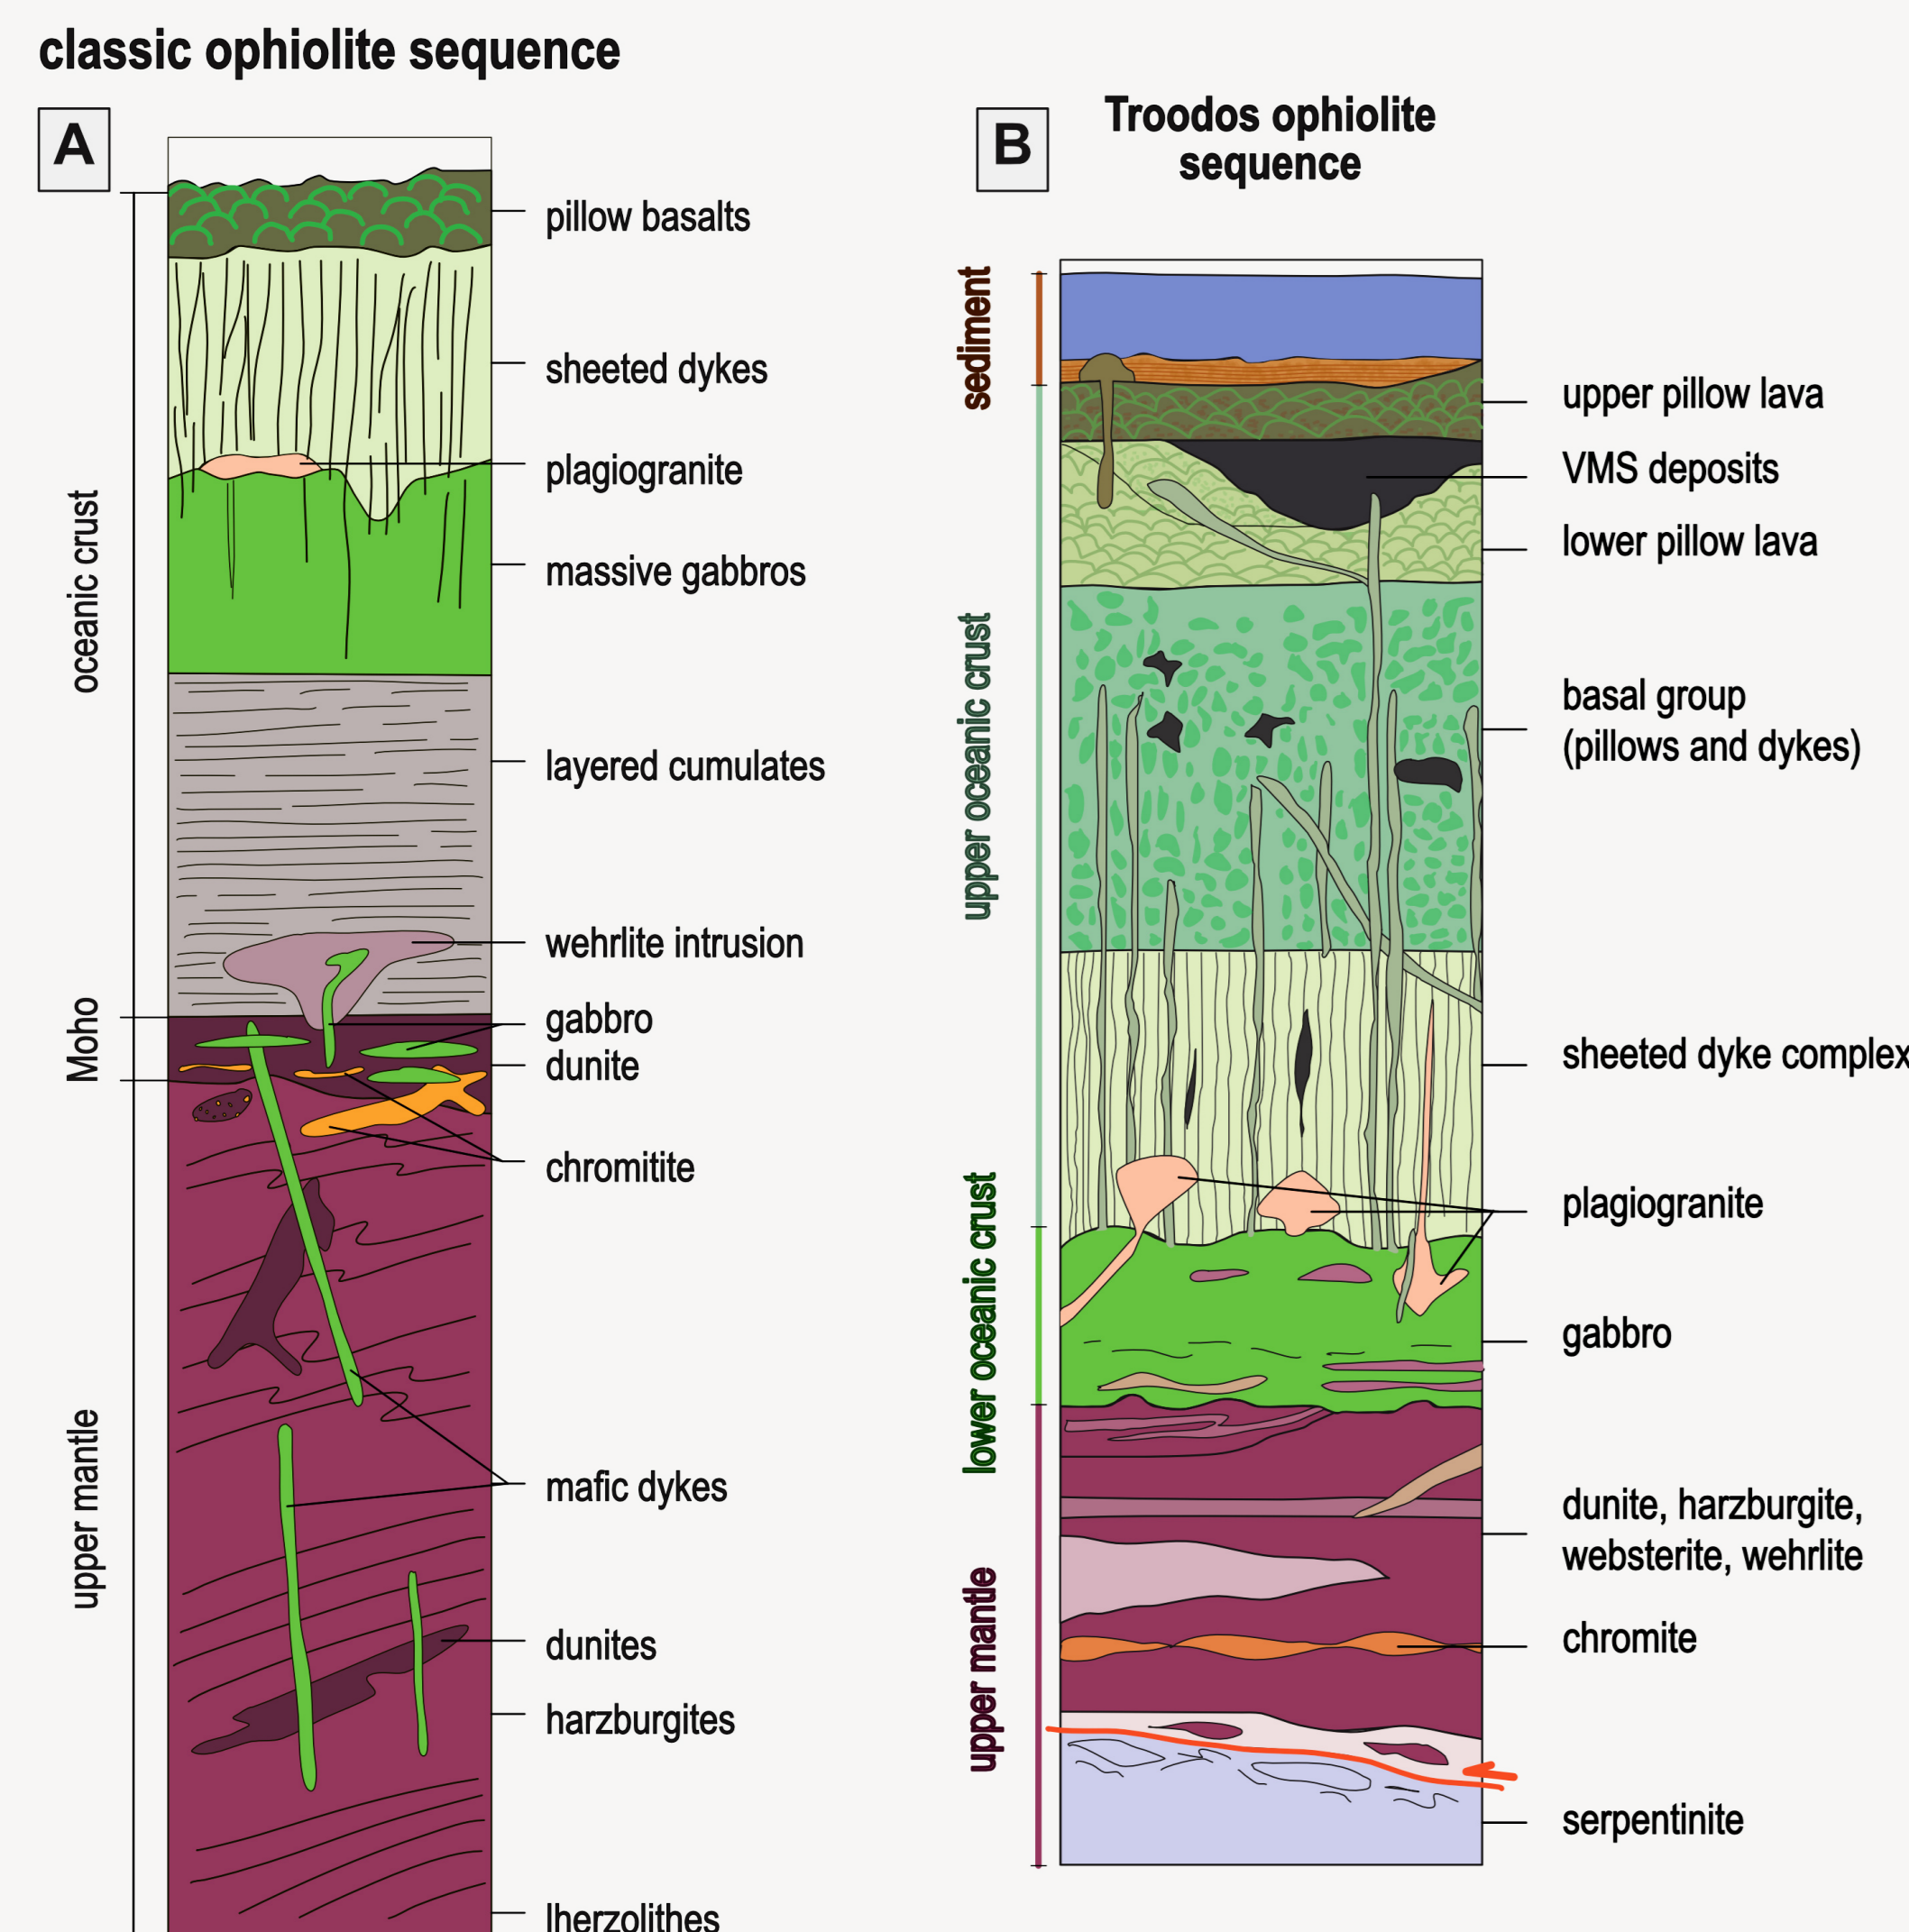 classic ophiolite sequence
A
pillow basalts
sheeted dykes
plagiogranite
massive gabbros
layered cumulates
wehrlite intrusion
gabbro
dunite
chromitite
mafic dykes
dunites
harzburgites
lherzolithes
oceanic crust
Moho
upper mantle
B
Troodos ophiolite
sequence
sediment
upper oceanic crust
lower oceanic crust
upper mantle
upper pillow lava
VMS deposits
lower pillow lava
basal group
(pillows and dykes)
sheeted dyke complex
plagiogranite
gabbro
dunite, harzburgite,
websterite, wehrlite
chromite
serpentinite